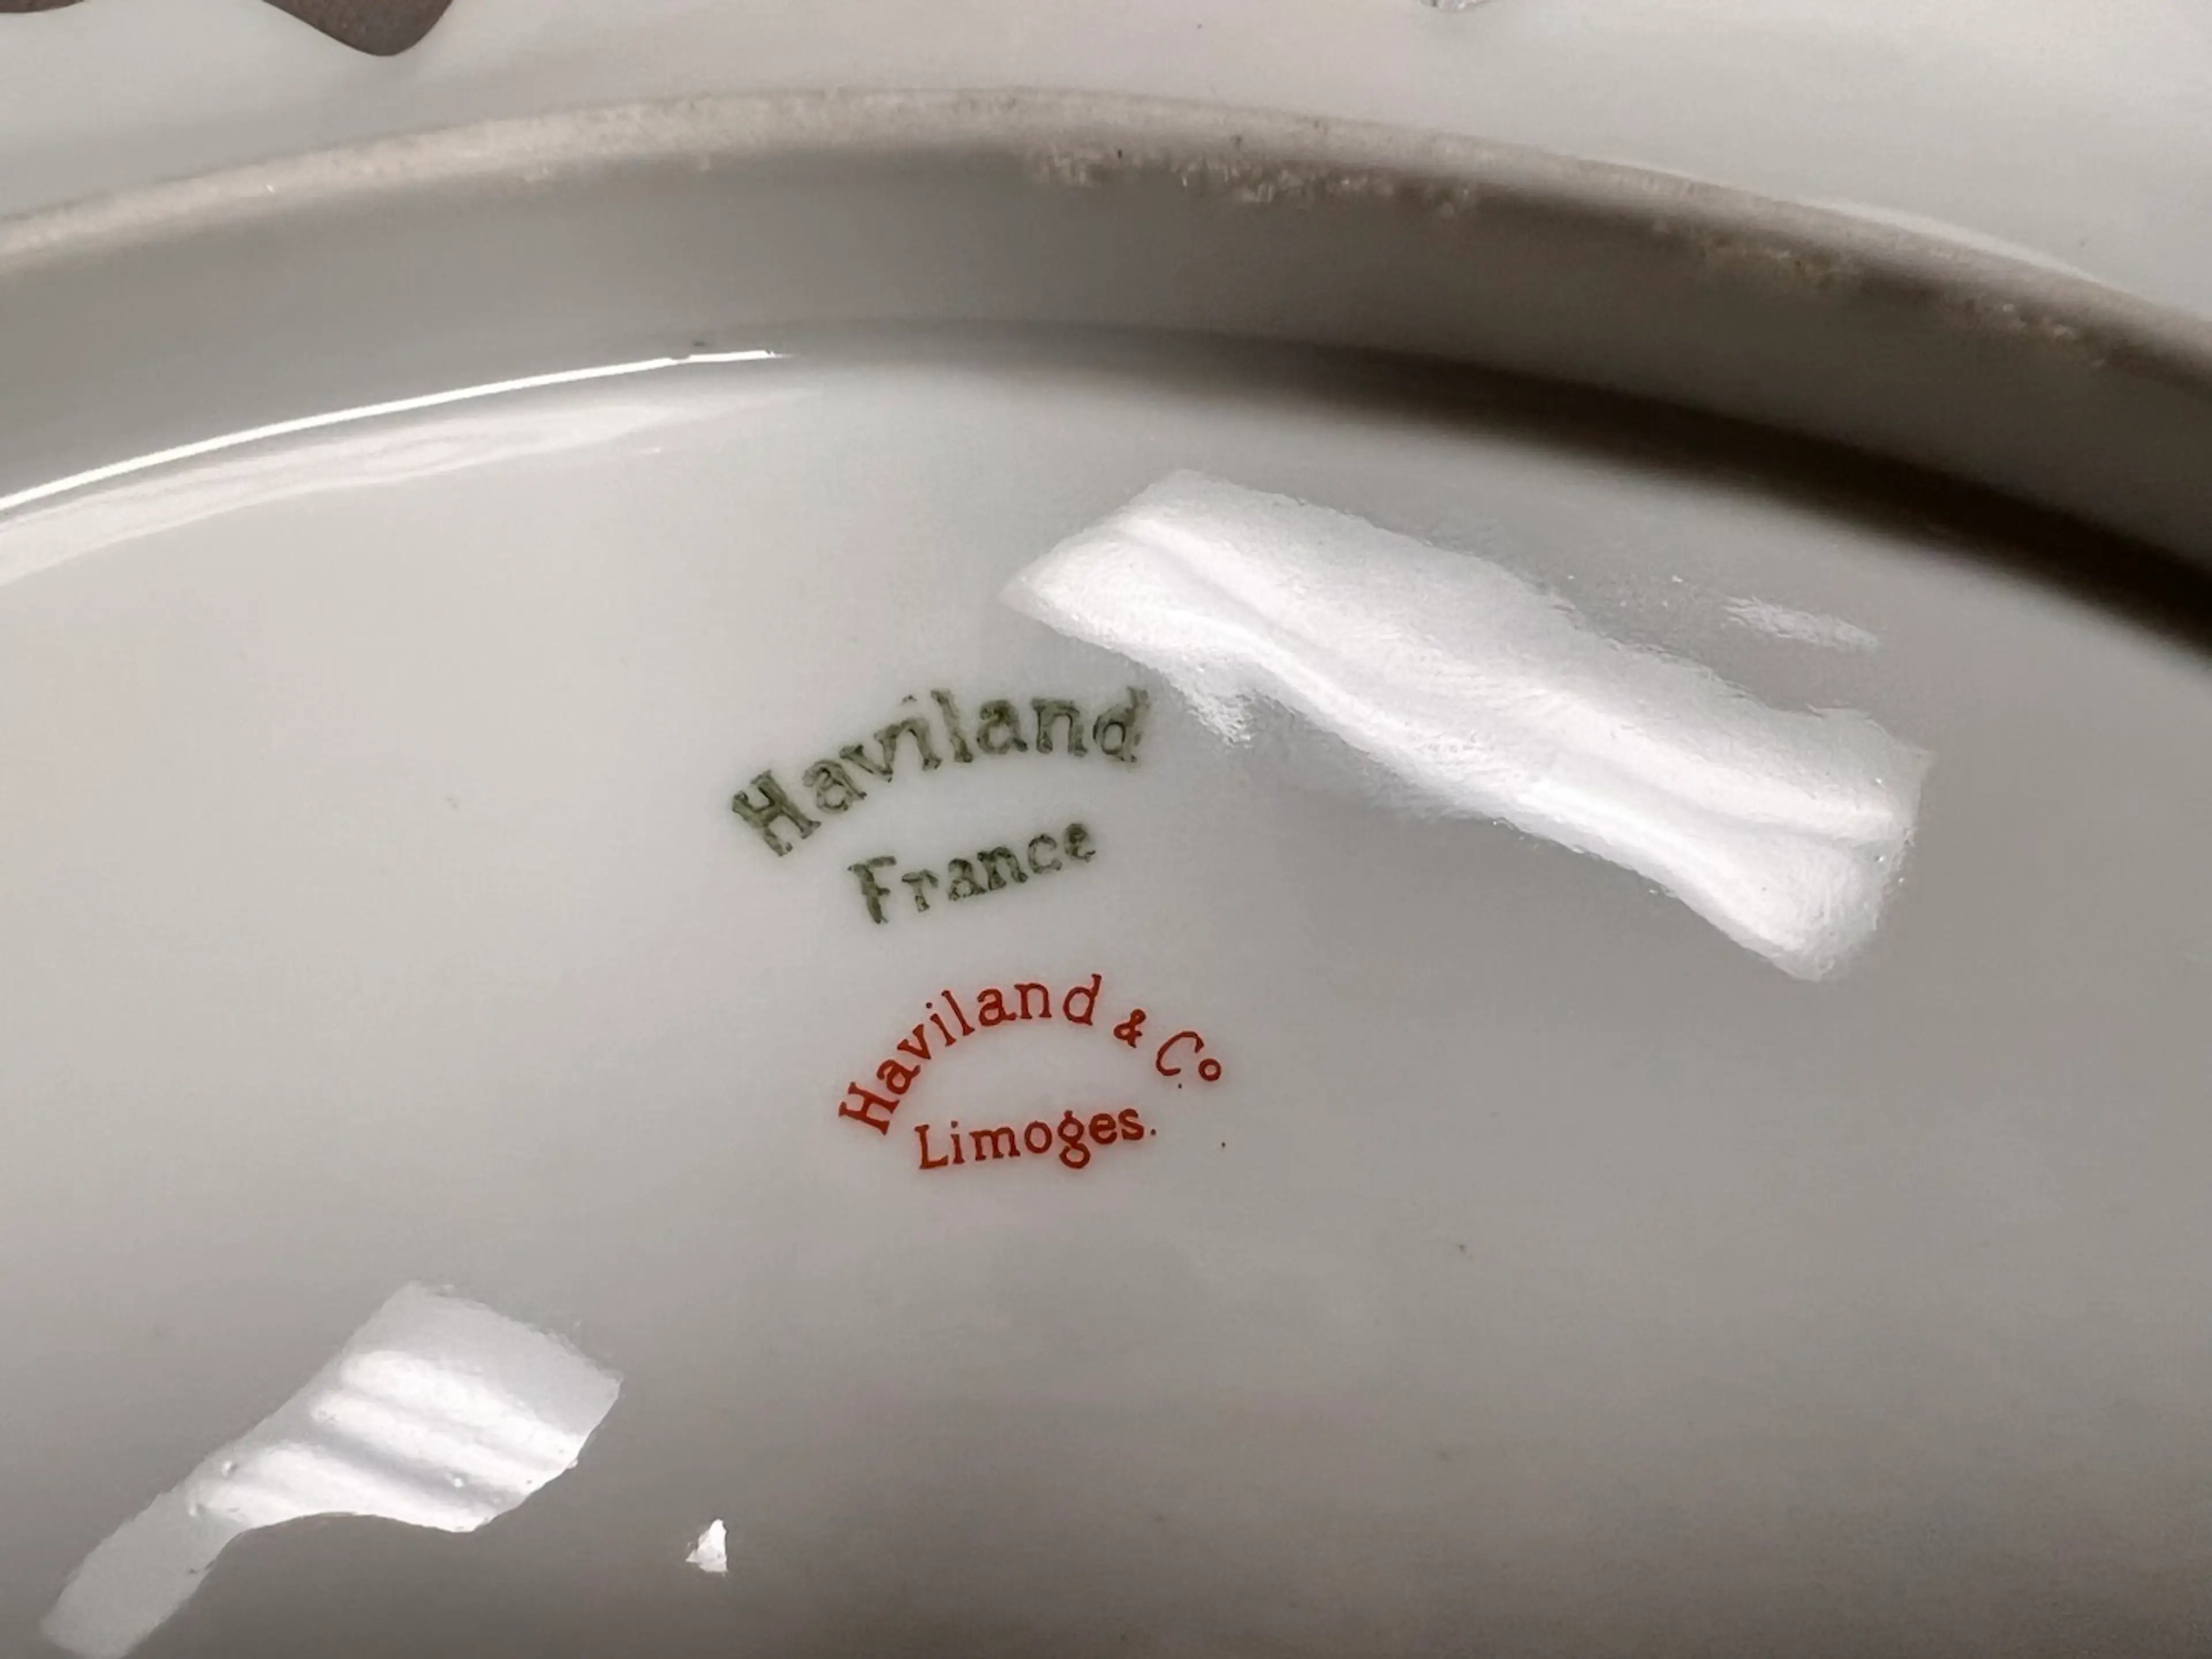 Haviland
France
Haviland & Co
Limoges.